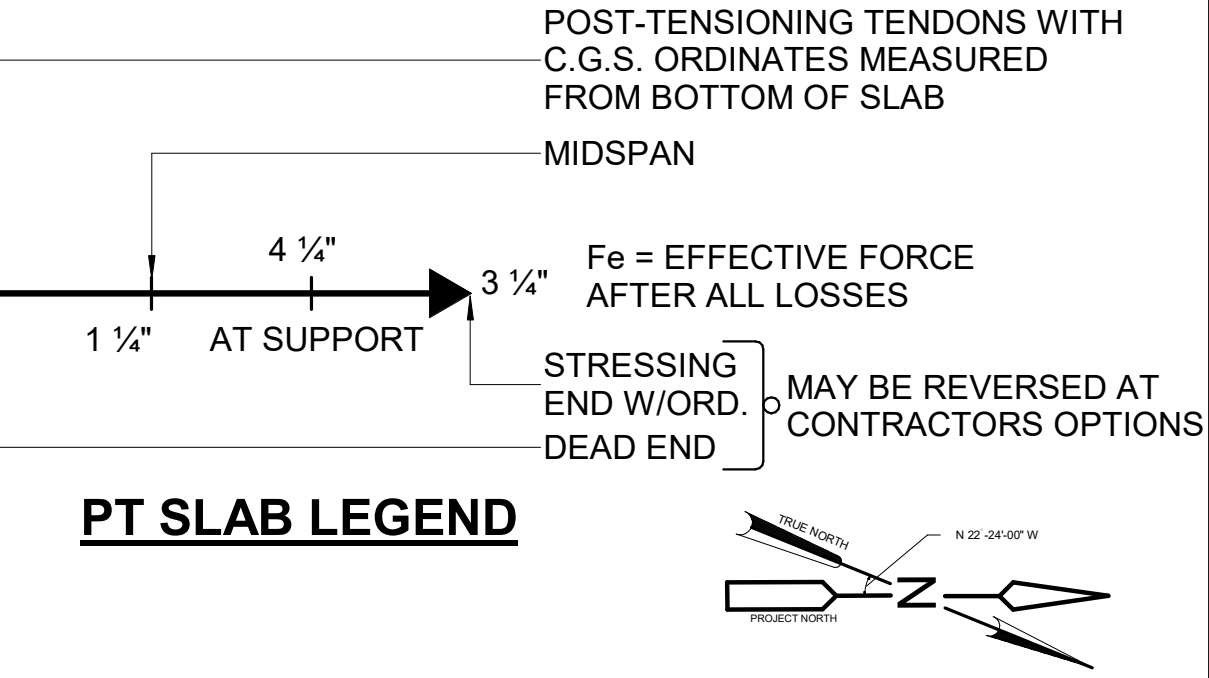 POST-TENSIONING TENDONS WITH
C.G.S. ORDINATES MEASURED
FROM BOTTOM OF SLAB
MIDSPAN
4 ¼"
3 ¼"
Fe = EFFECTIVE FORCE
AFTER ALL LOSSES
1 ¼"
AT SUPPORT
STRESSING
END W/ORD.
DEAD END
MAY BE REVERSED AT
CONTRACTORS OPTIONS
PT SLAB LEGEND
TRUE NORTH
N 22°-24'-00" W
Z
PROJECT NORTH